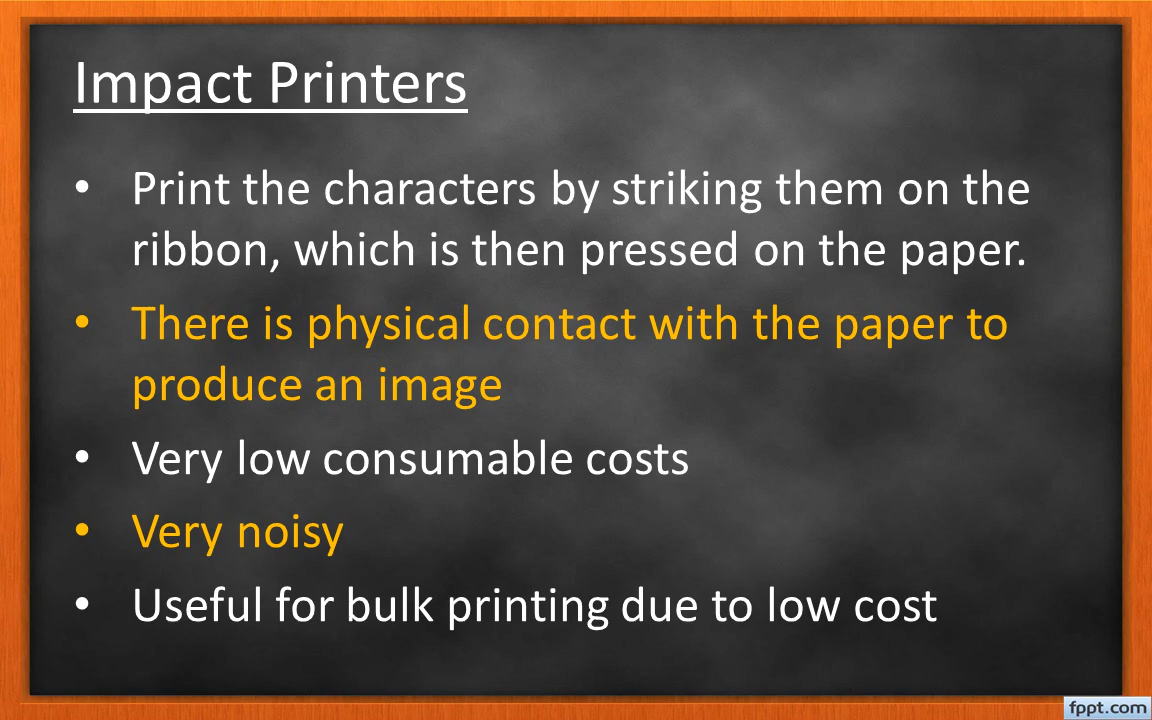 Impact Printers
• Print the characters by striking them on the
ribbon, which is then pressed on the paper.
• There is physical contact with the paper to
produce an image
• Very low consumable costs
• Very noisy
• Useful for bulk printing due to low cost
fppt.com